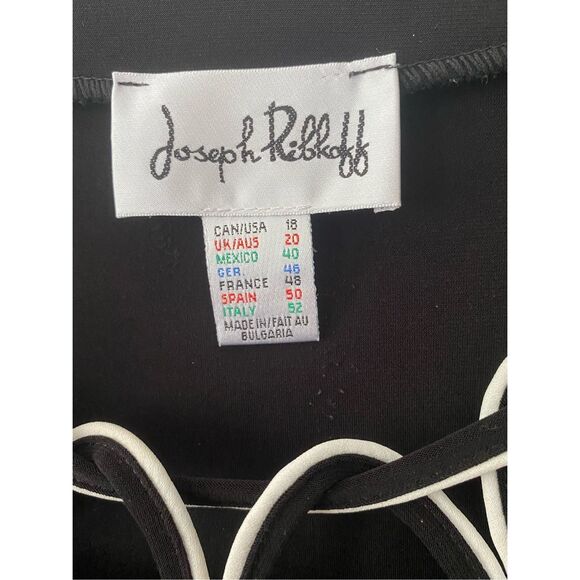 Joseph Ribkoff
CAN/USA 18
UK/AUS 20
MEXICO 40
GER. 46
FRANCE 48
SPAIN 50
ITALY 52
MADE IN/FAIT AU
BULGARIA